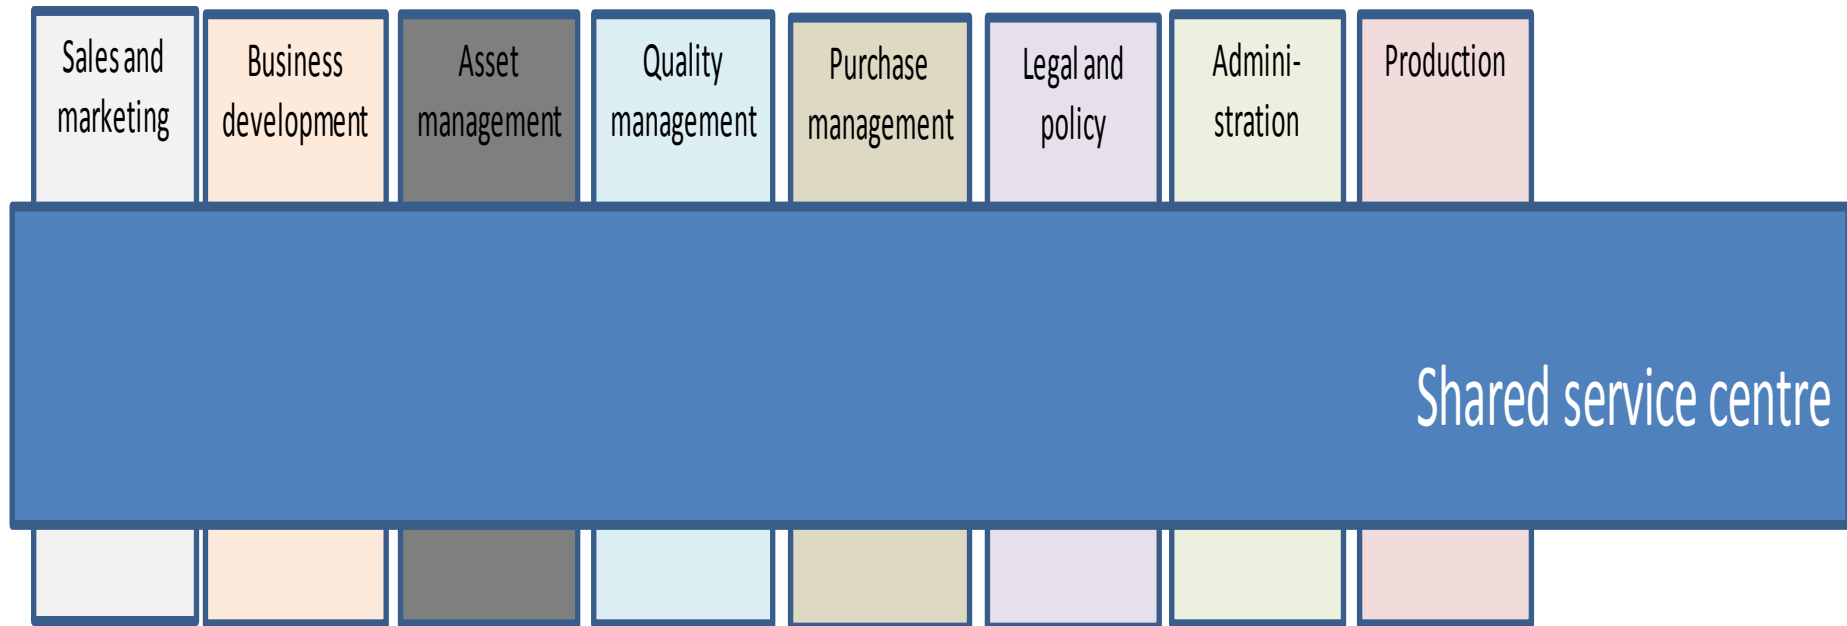 Sales and
marketing
Business
development
Asset
management
Quality
management
Purchase
management
Legal and
policy
Admini-
stration
Production
Shared service centre